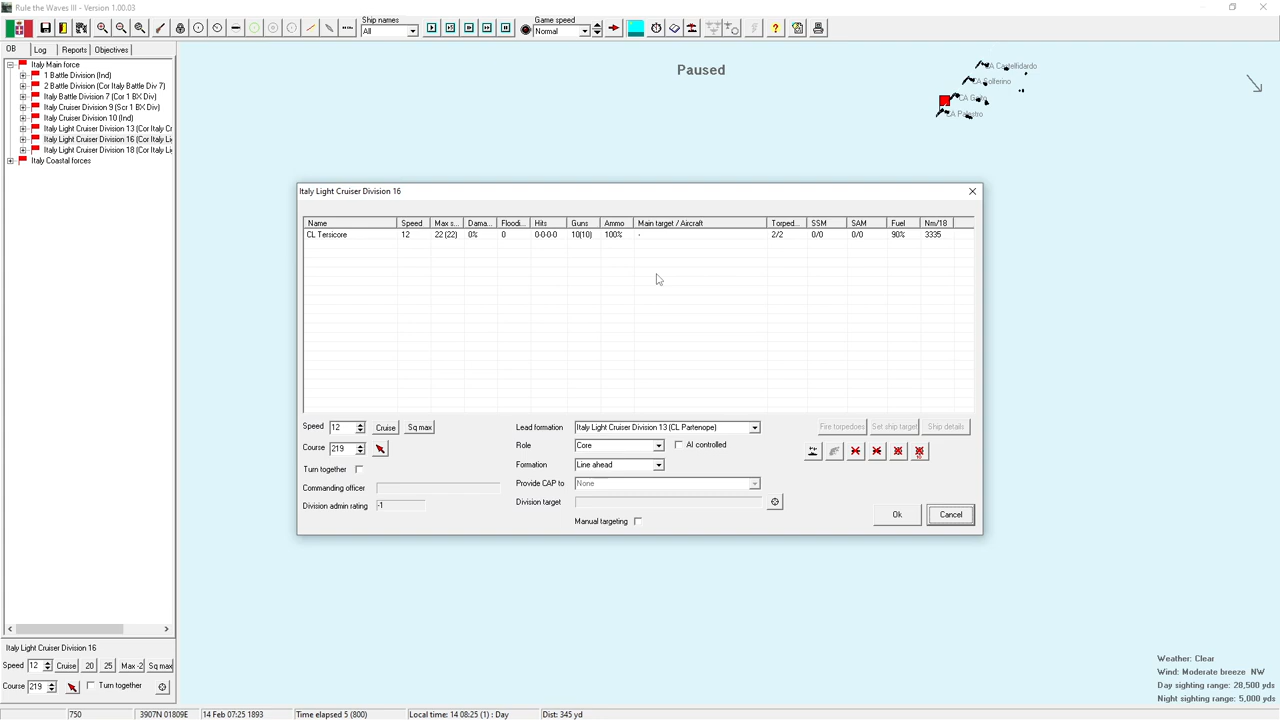 Rule the Waves III - Version 1.00.03
Ship names
All
Game speed
Normal
OB Log Reports Objectives
Italy Main force
1 Battle Division (Ind)
2 Battle Division (Cor Italy Battle Div 7)
Italy Battle Division 7 (Cor 1 BX Div)
Italy Cruiser Division 9 (Scr 1 BX Div)
Italy Cruiser Division 10 (Ind)
Italy Light Cruiser Division 13 (Cor Italy Cr
Italy Light Cruiser Division 16 (Cor Italy Li
Italy Light Cruiser Division 18 (Cor Italy Li
Italy Coastal forces
Paused
CA Castelfidardo
CA Solferino
CA Goito
CA Palestro
Italy Light Cruiser Division 16
Name Speed Max s... Dama... Floodi... Hits Guns Ammo Main target / Aircraft Torped... SSM SAM Fuel Nm/18
CL Tersicore 12 22 (22) 0% 0 0-0-0-0 10(10) 100% - 2/2 0/0 0/0 90% 3335
Speed 12 Cruise Sq max
Course 219
Turn together
Commanding officer
Division admin rating -1
Lead formation Italy Light Cruiser Division 13 (CL Partenope)
Role Core AI controlled
Formation Line ahead
Provide CAP to None
Division target
Manual targeting
Fire torpedoes Set ship target Ship details
Ok Cancel
Italy Light Cruiser Division 16
Speed 12 Cruise 20 25 Max -2 Sq max
Course 219 Turn together
Weather: Clear
Wind: Moderate breeze NW
Day sighting range: 28,500 yds
Night sighting range: 5,000 yds
750 3907N 01809E 14 Feb 07:25 1893 Time elapsed 5 (800) Local time: 14 08:25 (1) : Day Dist: 345 yd